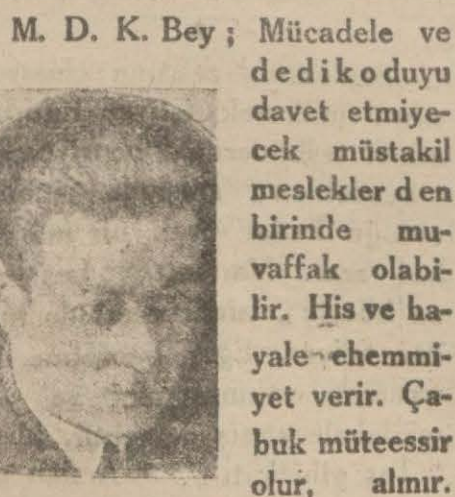 M. D. K. Bey ; Mücadele ve
dedikoduyu
davet etmiye-
cek müstakil
meslekler den
birinde mu-
vaffak olabi-
lir. His ve ha-
yale ehemmi-
yet verir. Ça-
buk müteessir
olur, alınır.